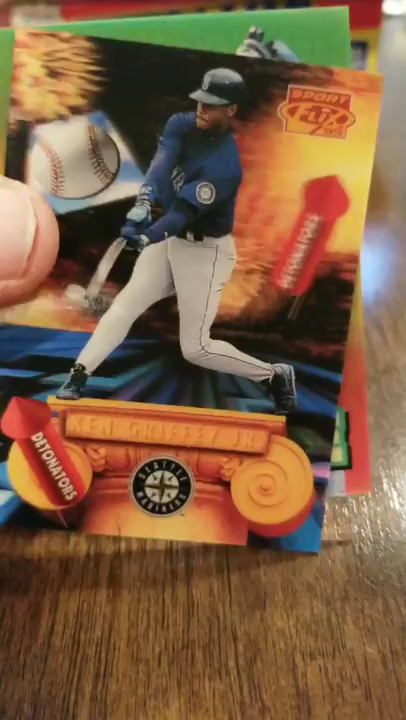 SPORT
FLIX
DETONATORS
KEN GRIFFEY JR.
DETONATORS
SEATTLE
MARINERS